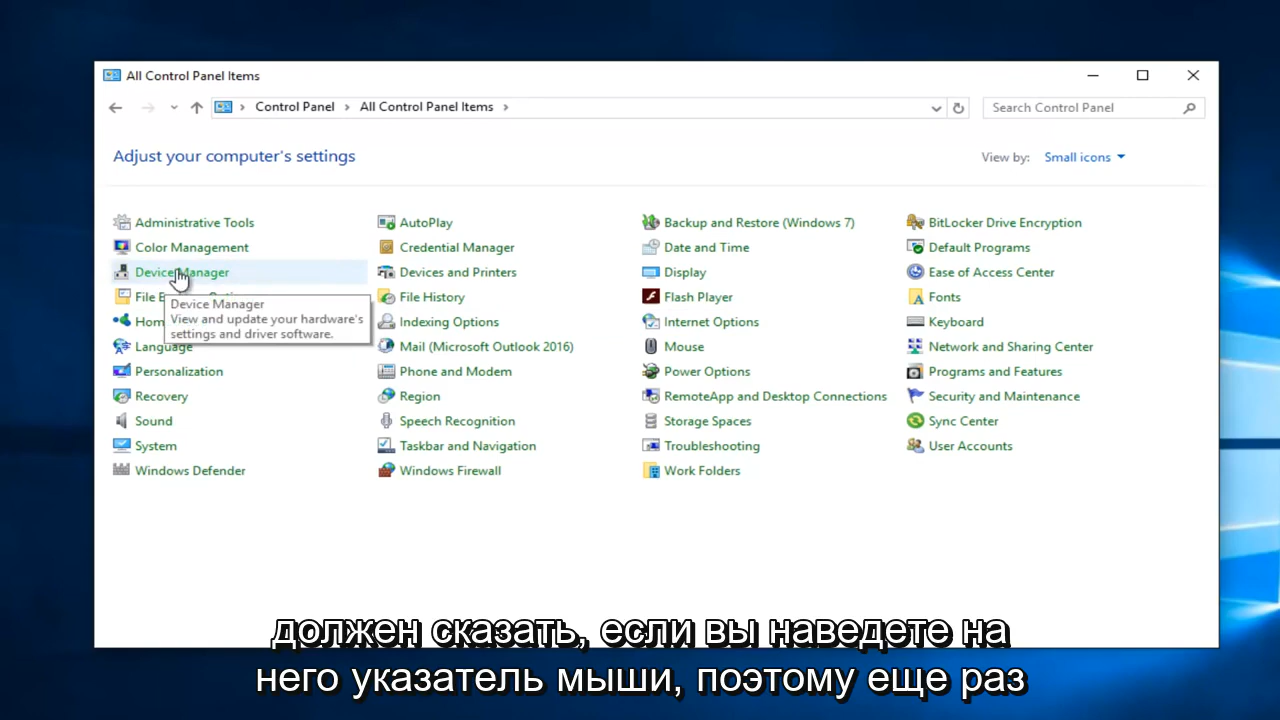 All Control Panel Items
Control Panel > All Control Panel Items >
Search Control Panel
Adjust your computer's settings
View by: Small icons
Administrative Tools
AutoPlay
Backup and Restore (Windows 7)
BitLocker Drive Encryption
Color Management
Credential Manager
Date and Time
Default Programs
Device Manager
Devices and Printers
Display
Ease of Access Center
File E
File History
Flash Player
Fonts
Device Manager
View and update your hardware's
settings and driver software.
Hom
Indexing Options
Internet Options
Keyboard
Language
Mail (Microsoft Outlook 2016)
Mouse
Network and Sharing Center
Personalization
Phone and Modem
Power Options
Programs and Features
Recovery
Region
RemoteApp and Desktop Connections
Security and Maintenance
Sound
Speech Recognition
Storage Spaces
Sync Center
System
Taskbar and Navigation
Troubleshooting
User Accounts
Windows Defender
Windows Firewall
Work Folders
должен сказать, если вы наведете на
него указатель мыши, поэтому еще раз